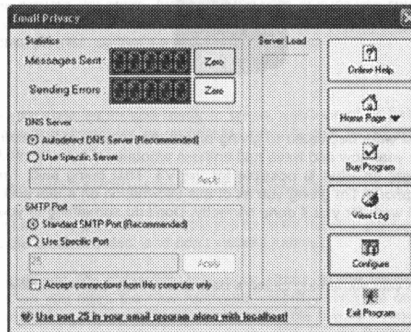 Email Privacy
Statistics
Messages Sent
Zero
Sending Errors
Zero
DNS Server
Autodetect DNS Server (Recommended)
Use Specific Server
Apply
SMTP Port
Standard SMTP Port (Recommended)
Use Specific Port
25
Apply
Accept connections from this computer only
Use port 25 in your email program along with localhost!
Server Load
Online Help
Home Page
Buy Program
View Log
Configure
Exit Program